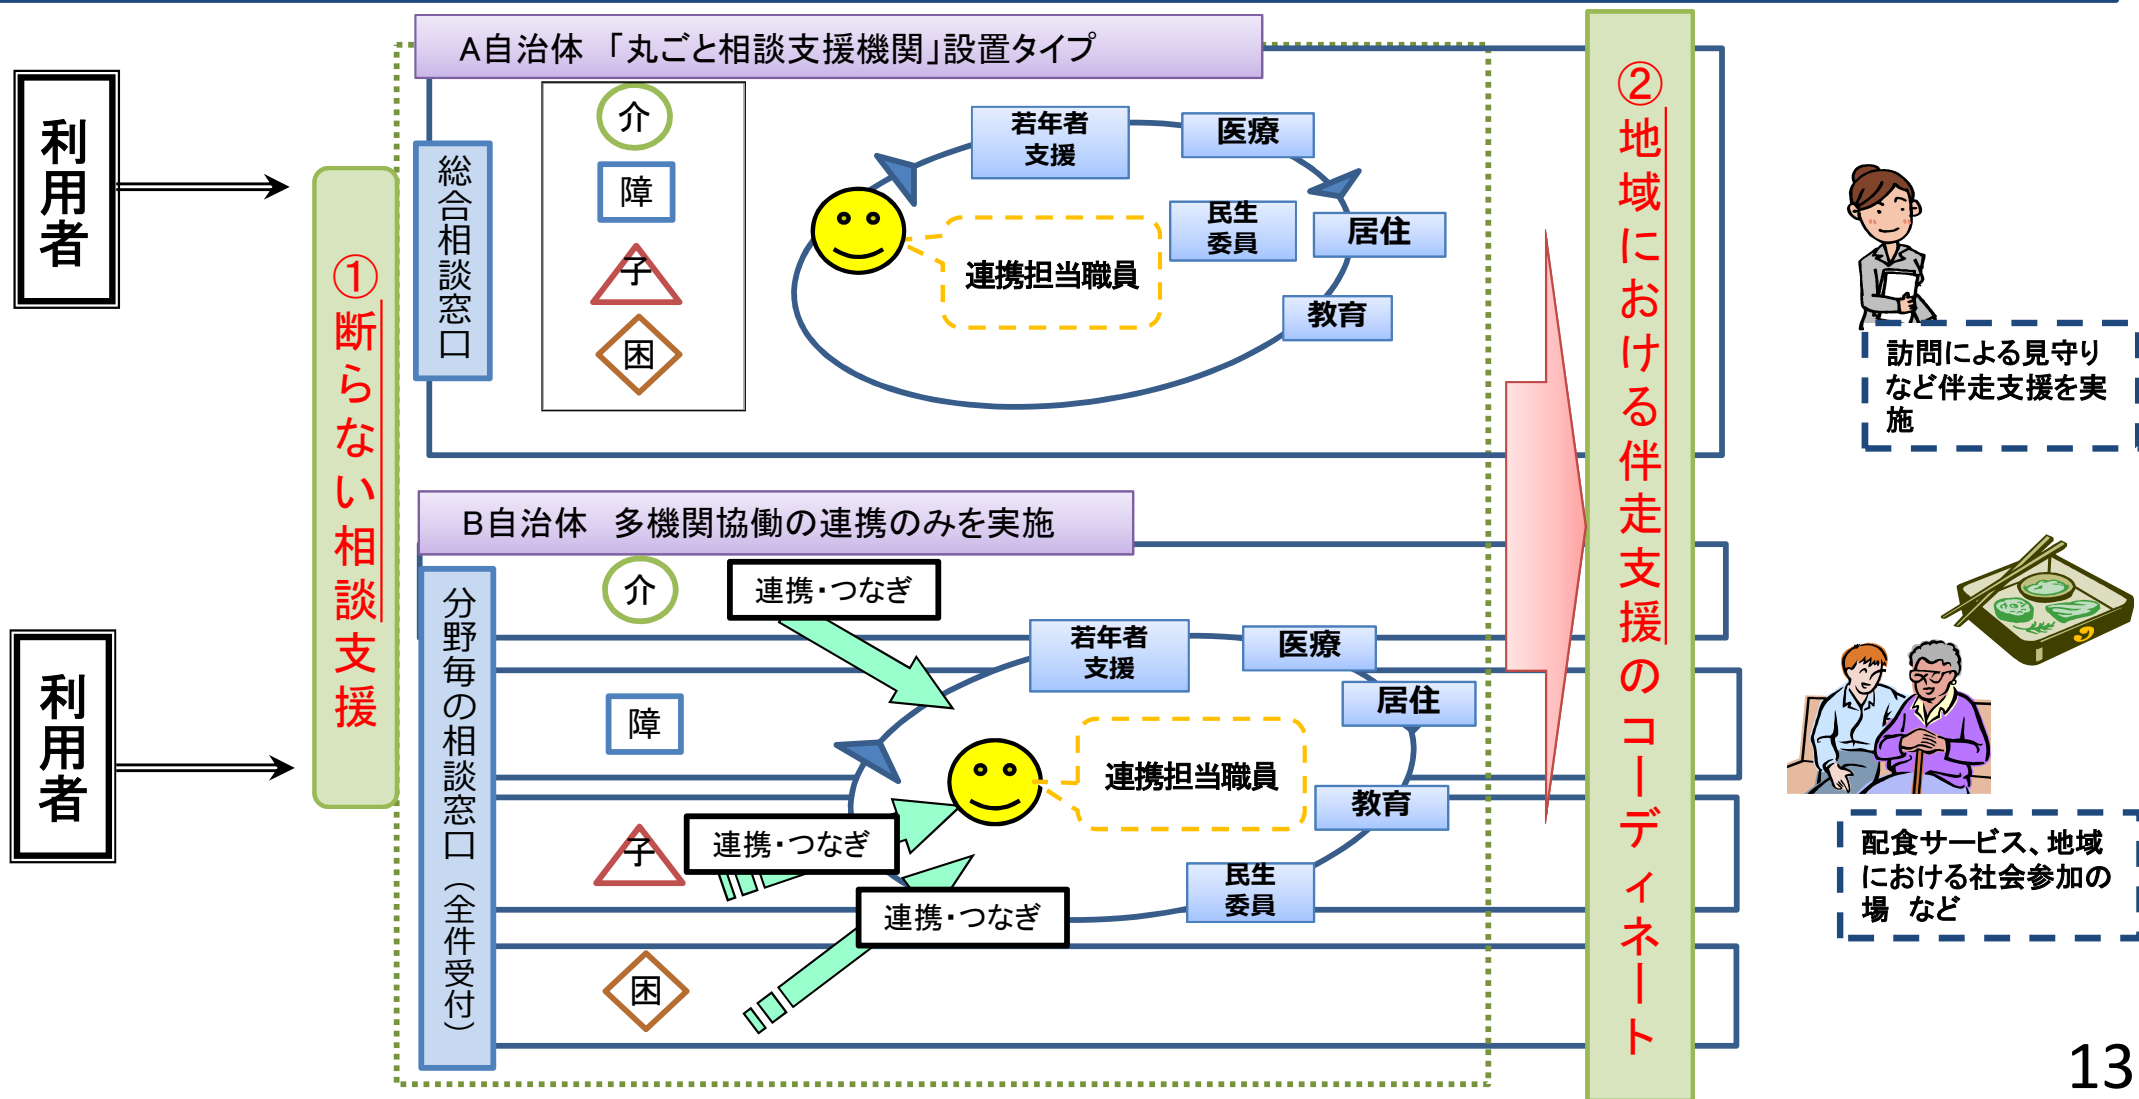 利用者
①断らない相談支援
A自治体　「丸ごと相談支援機関」設置タイプ
総合相談窓口
介
障
子
困
若年者
支援
医療
民生
委員
居住
教育
連携担当職員
B自治体　多機関協働の連携のみを実施
利用者
分野毎の相談窓口（全件受付）
介
障
子
困
連携・つなぎ
連携・つなぎ
連携・つなぎ
若年者
支援
医療
居住
教育
民生
委員
連携担当職員
②地域における伴走支援のコーディネート
訪問による見守り
など伴走支援を実
施
配食サービス、地域
における社会参加の
場　など
13